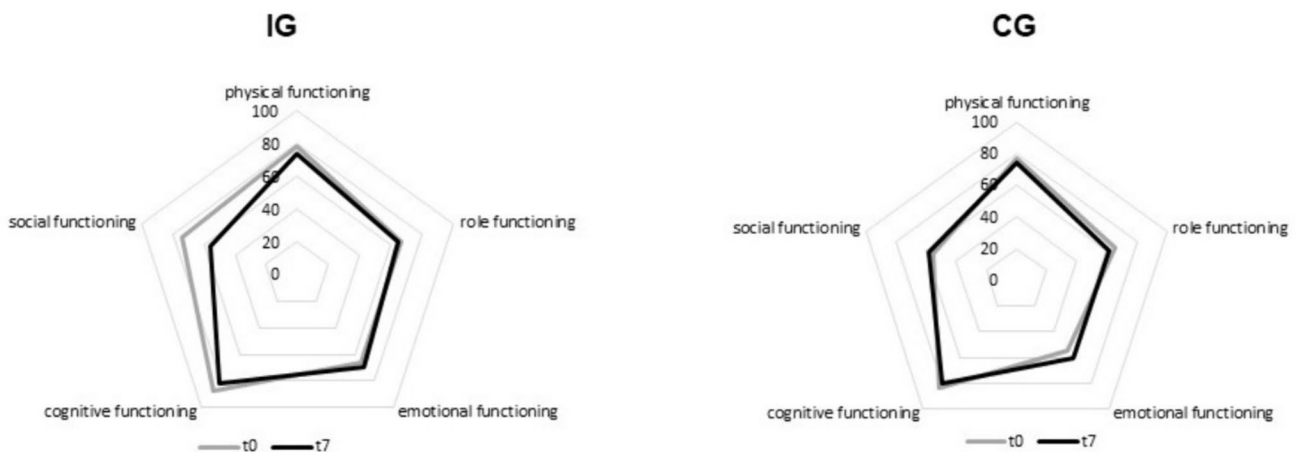 IG
physical functioning
100
80
60
40
20
0
social functioning
role functioning
cognitive functioning
emotional functioning
t0 t7
CG
physical functioning
100
80
60
40
20
0
social functioning
role functioning
cognitive functioning
emotional functioning
t0 t7